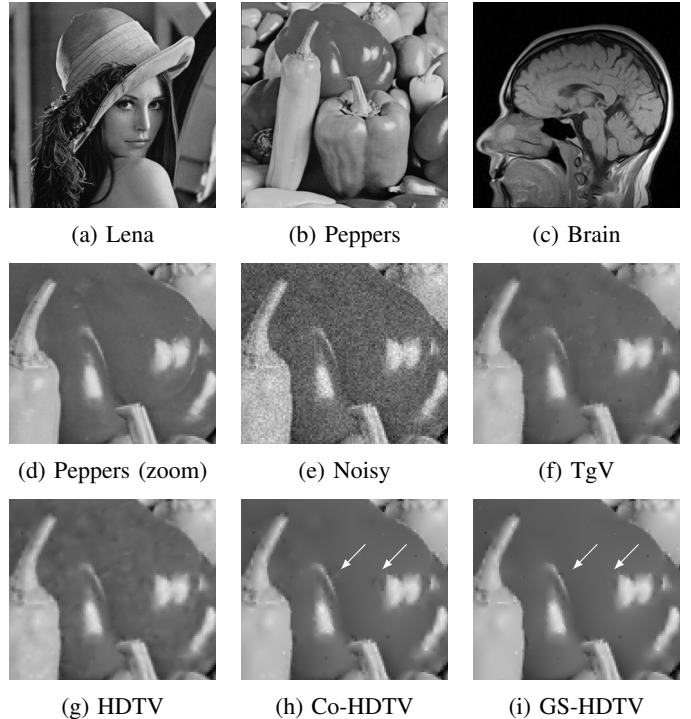 (a) Lena
(b) Peppers
(c) Brain
(d) Peppers (zoom)
(e) Noisy
(f) TgV
(g) HDTV
(h) Co-HDTV
(i) GS-HDTV